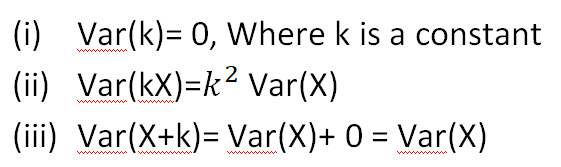 (i) Var(k)= 0, Where k is a constant
(ii) Var(kX)=k² Var(X)
(iii) Var(X+k)= Var(X)+ 0 = Var(X)